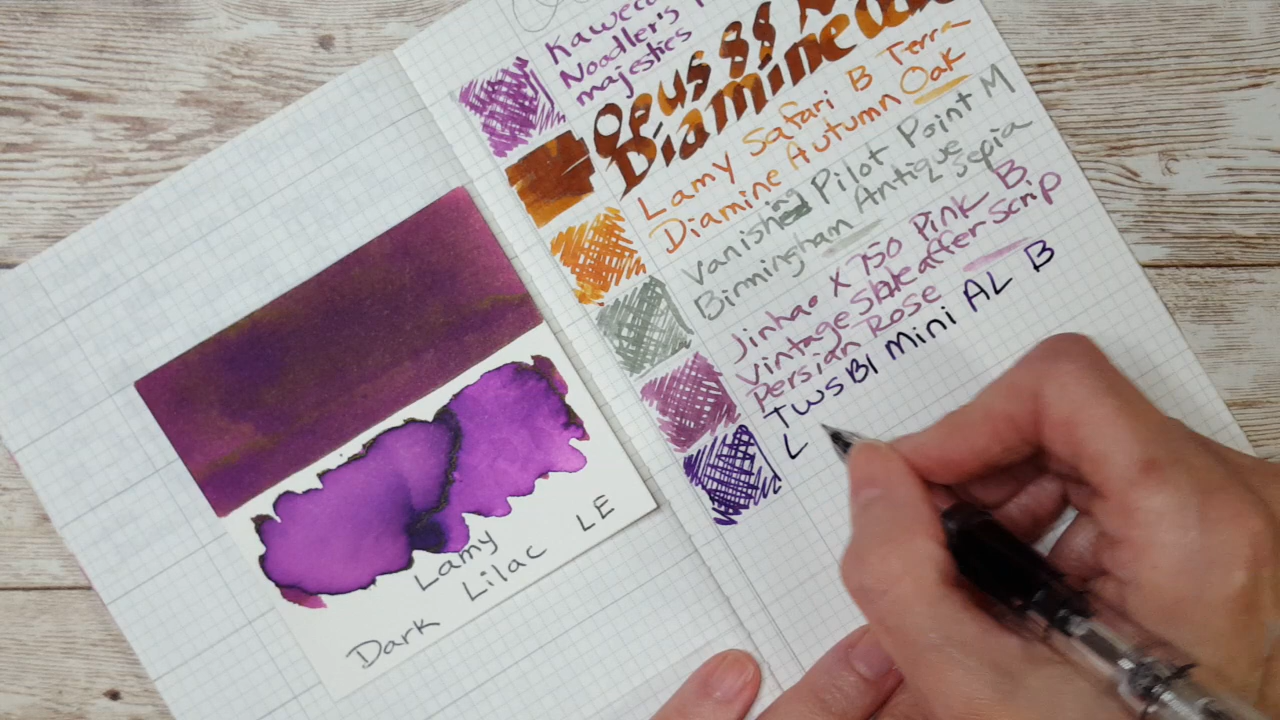 Kaweco
Noodler's
majestics
Opus 88
Diamine
Lamy Safari B Terra
Diamine Autumn Oak
Vanishing Pilot Point M
Birmingham Antique Sepia
Jinhao X750 Pink B
Vintage Sheaffer Scrip
Persian Rose
TWSBI Mini AL B
L
Lamy
Dark Lilac LE